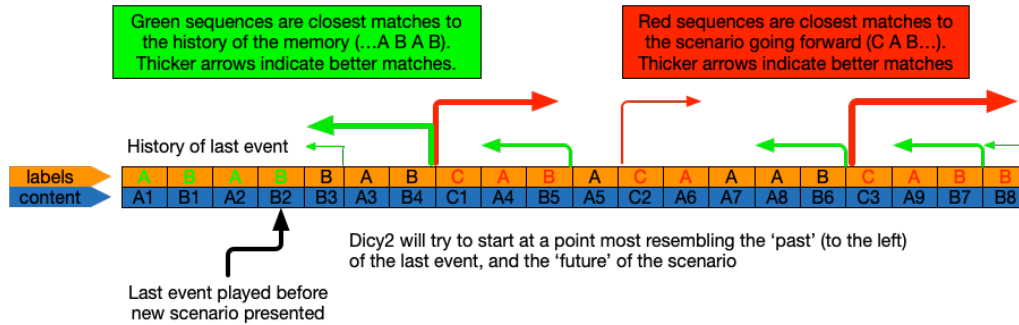 Green sequences are closest matches to
the history of the memory (…A B A B).
Thicker arrows indicate better matches.
Red sequences are closest matches to
the scenario going forward (C A B…).
Thicker arrows indicate better matches
History of last event
labels A B A B B A B C A B A C A A A B C A B B
content A1 B1 A2 B2 B3 A3 B4 C1 A4 B5 A5 C2 A6 A7 A8 B6 C3 A9 B7 B8
Dicy2 will try to start at a point most resembling the ‘past’ (to the left)
of the last event, and the ‘future’ of the scenario
Last event played before
new scenario presented